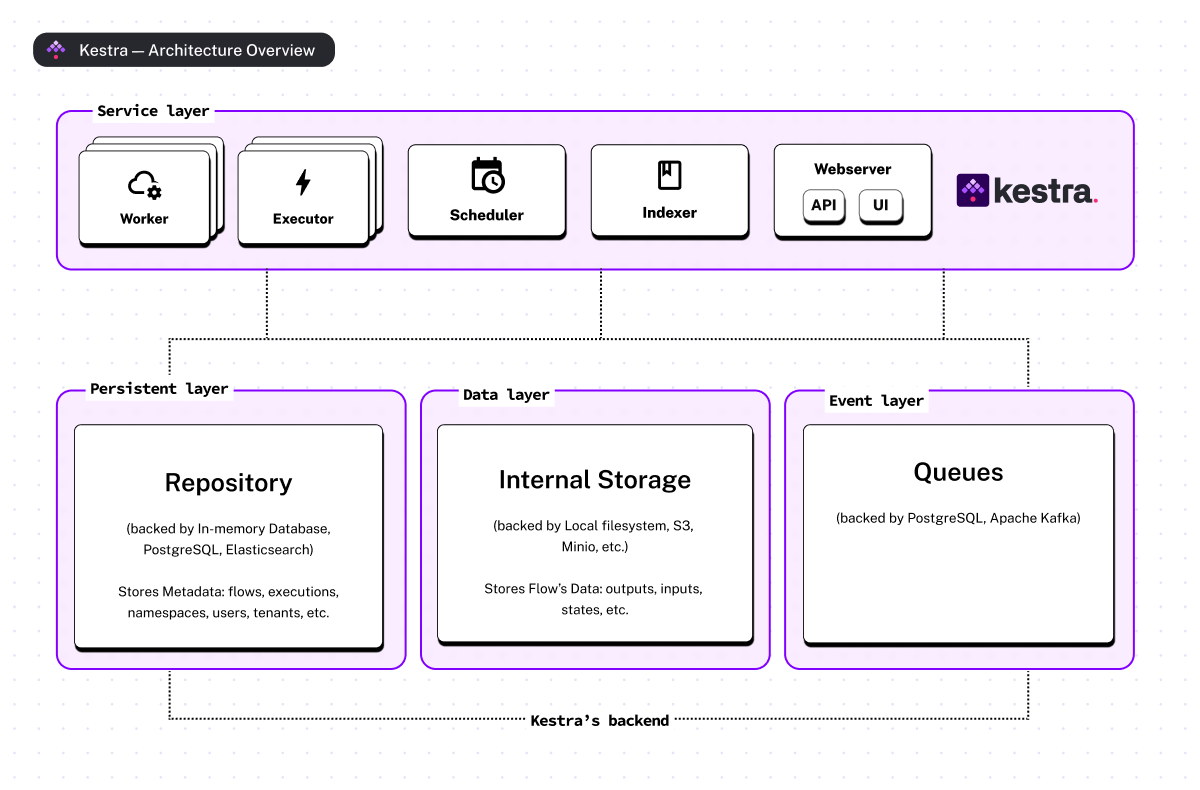 Kestra — Architecture Overview
Service layer
Worker
Executor
Scheduler
Indexer
Webserver
API
UI
kestra.
Persistent layer
Repository
(backed by In-memory Database,
PostgreSQL, Elasticsearch)
Stores Metadata: flows, executions,
namespaces, users, tenants, etc.
Data layer
Internal Storage
(backed by Local filesystem, S3,
Minio, etc.)
Stores Flow’s Data: outputs, inputs,
states, etc.
Event layer
Queues
(backed by PostgreSQL, Apache Kafka)
Kestra’s backend